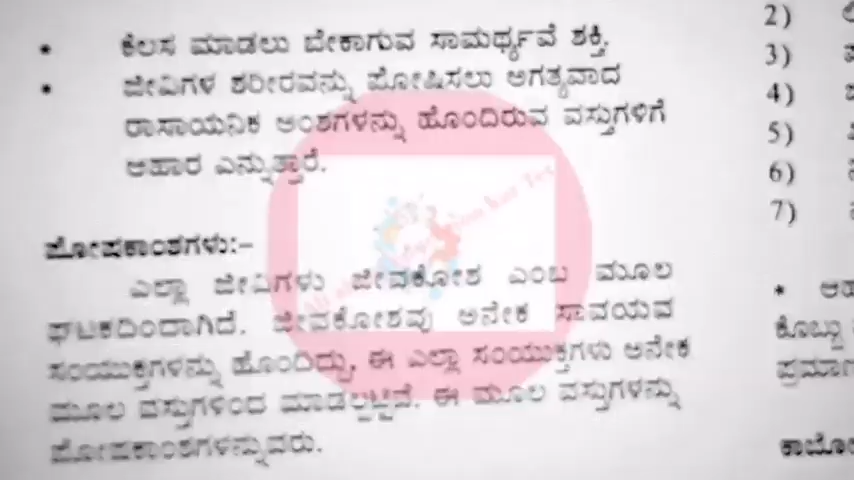 * ಕೆಲಸ ಮಾಡಲು ಬೇಕಾಗುವ ಸಾಮರ್ಥ್ಯವೆ ಶಕ್ತಿ.
* ಜೀವಿಗಳ ಶರೀರವನ್ನು ಪೋಷಿಸಲು ಅಗತ್ಯವಾದ
ರಾಸಾಯನಿಕ ಅಂಶಗಳನ್ನು ಹೊಂದಿರುವ ವಸ್ತುಗಳಿಗೆ
ಆಹಾರ ಎನ್ನುತ್ತಾರೆ.
ಪೋಷಕಾಂಶಗಳು:–
ಎಲ್ಲಾ ಜೀವಿಗಳು ಜೀವಕೋಶ ಎಂಬ ಮೂಲ
ಘಟಕದಿಂದಾಗಿದೆ. ಜೀವಕೋಶವು ಅನೇಕ ಸಾವಯವ
ಸಂಯುಕ್ತಗಳನ್ನು ಹೊಂದಿದ್ದು, ಈ ಎಲ್ಲಾ ಸಂಯುಕ್ತಗಳು ಅನೇಕ
ಮೂಲ ವಸ್ತುಗಳಿಂದ ಮಾಡಲ್ಪಟ್ಟಿವೆ. ಈ ಮೂಲ ವಸ್ತುಗಳನ್ನು
ಪೋಷಕಾಂಶಗಳನ್ನುವರು.
2)
3)
4)
5)
6)
7)
*
ಕೊಬ್ಬು